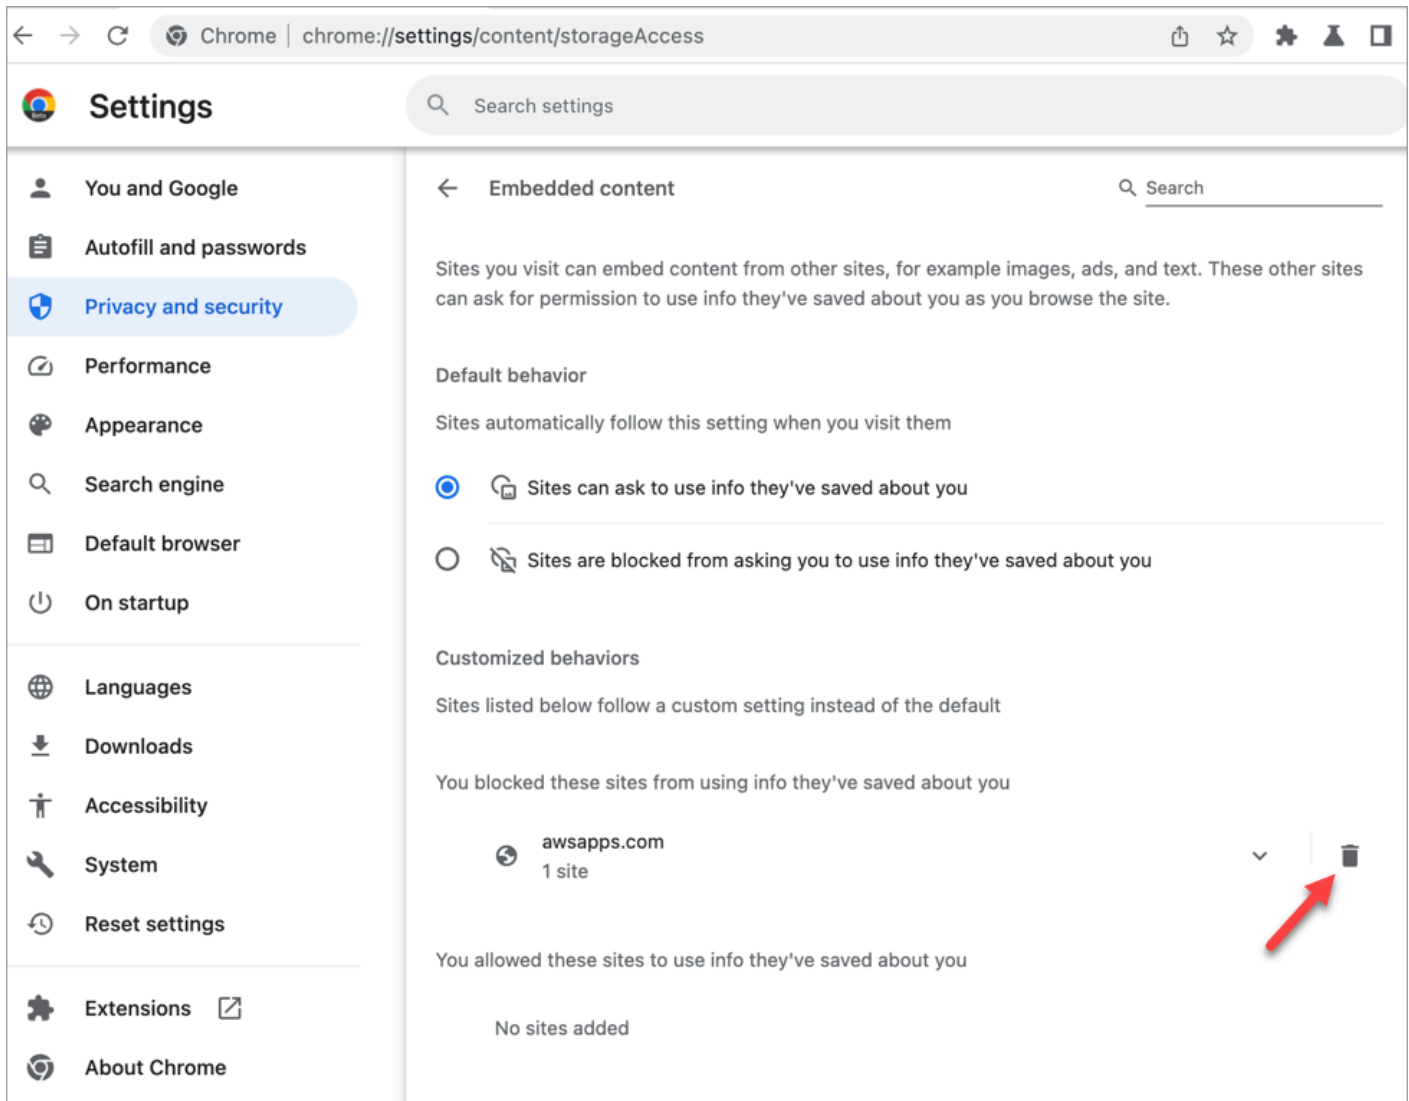 Chrome | chrome://settings/content/storageAccess
Settings
Search settings
You and Google
Autofill and passwords
Privacy and security
Performance
Appearance
Search engine
Default browser
On startup
Languages
Downloads
Accessibility
System
Reset settings
Extensions
About Chrome
Embedded content
Search
Sites you visit can embed content from other sites, for example images, ads, and text. These other sites
can ask for permission to use info they've saved about you as you browse the site.
Default behavior
Sites automatically follow this setting when you visit them
Sites can ask to use info they've saved about you
Sites are blocked from asking you to use info they've saved about you
Customized behaviors
Sites listed below follow a custom setting instead of the default
You blocked these sites from using info they've saved about you
awsapps.com
1 site
You allowed these sites to use info they've saved about you
No sites added